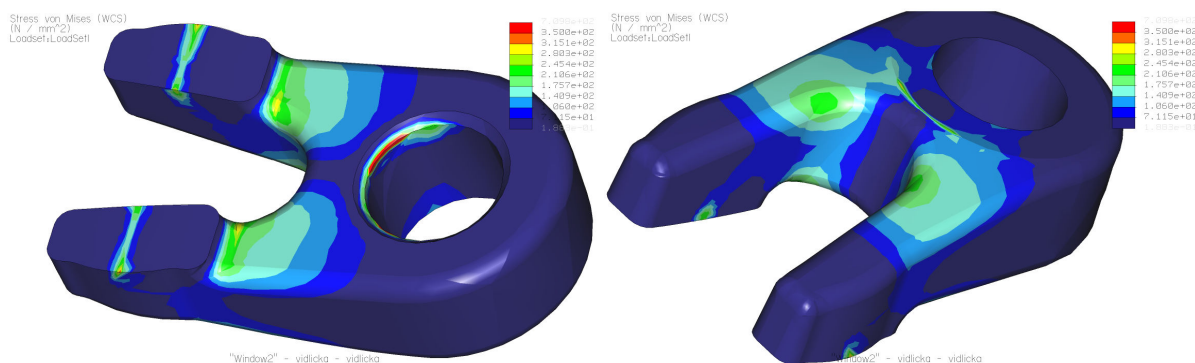 Stress von Mises (WCS)
(N / mm^2)
Loadset:LoadSet1
7.098e+02
3.500e+02
3.151e+02
2.803e+02
2.454e+02
2.106e+02
1.757e+02
1.409e+02
1.060e+02
7.115e+01
"Window2" - vidlicka - vidlicka
Stress von Mises (WCS)
(N / mm^2)
Loadset:LoadSet1
3.500e+02
3.151e+02
2.803e+02
2.454e+02
2.106e+02
1.757e+02
1.409e+02
1.060e+02
7.115e+01
"Window2" - vidlicka - vidlicka